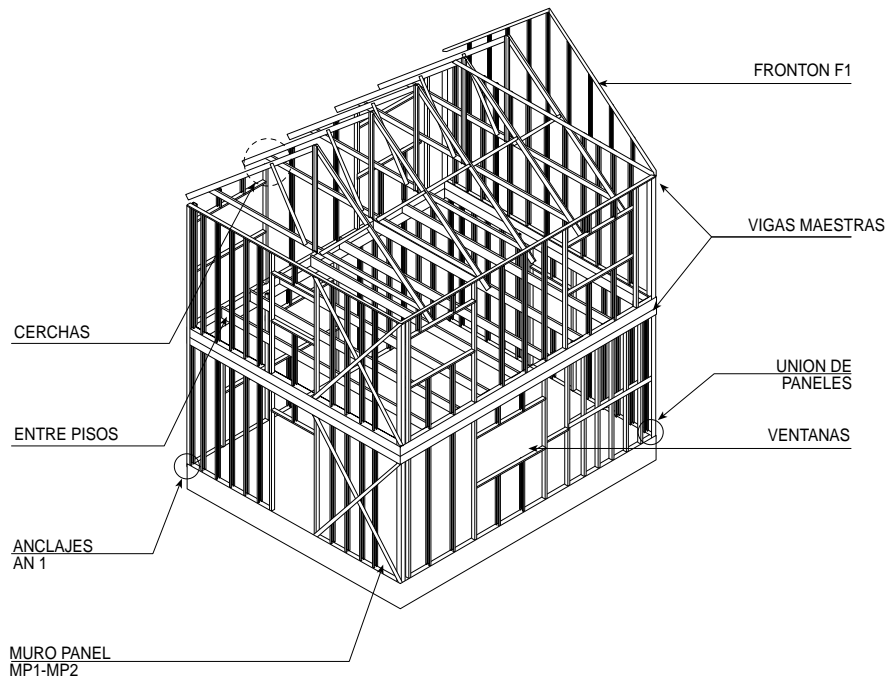 FRONTON F1
VIGAS MAESTRAS
CERCHAS
UNION DE
PANELES
ENTRE PISOS
VENTANAS
ANCLAJES
AN 1
MURO PANEL
MP1-MP2